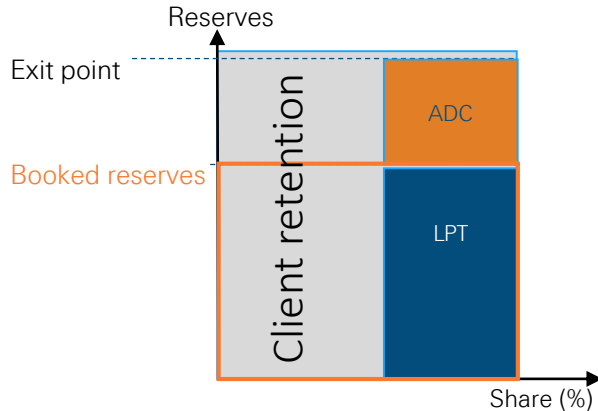 Reserves
Exit point
ADC
Booked reserves
Client retention
LPT
Share (%)